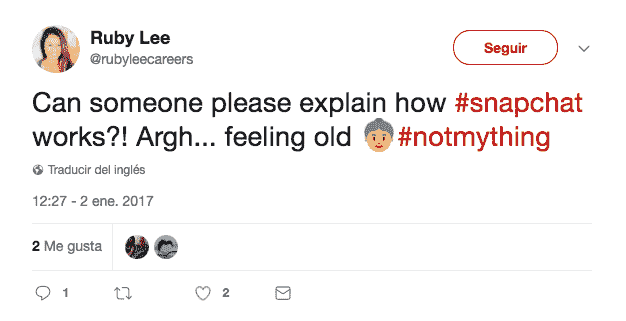 Ruby Lee
@rubyleecareers
Seguir
Can someone please explain how #snapchat
works?! Argh... feeling old 👵#notmything
Traducir del inglés
12:27 - 2 ene. 2017
2 Me gusta
1
2